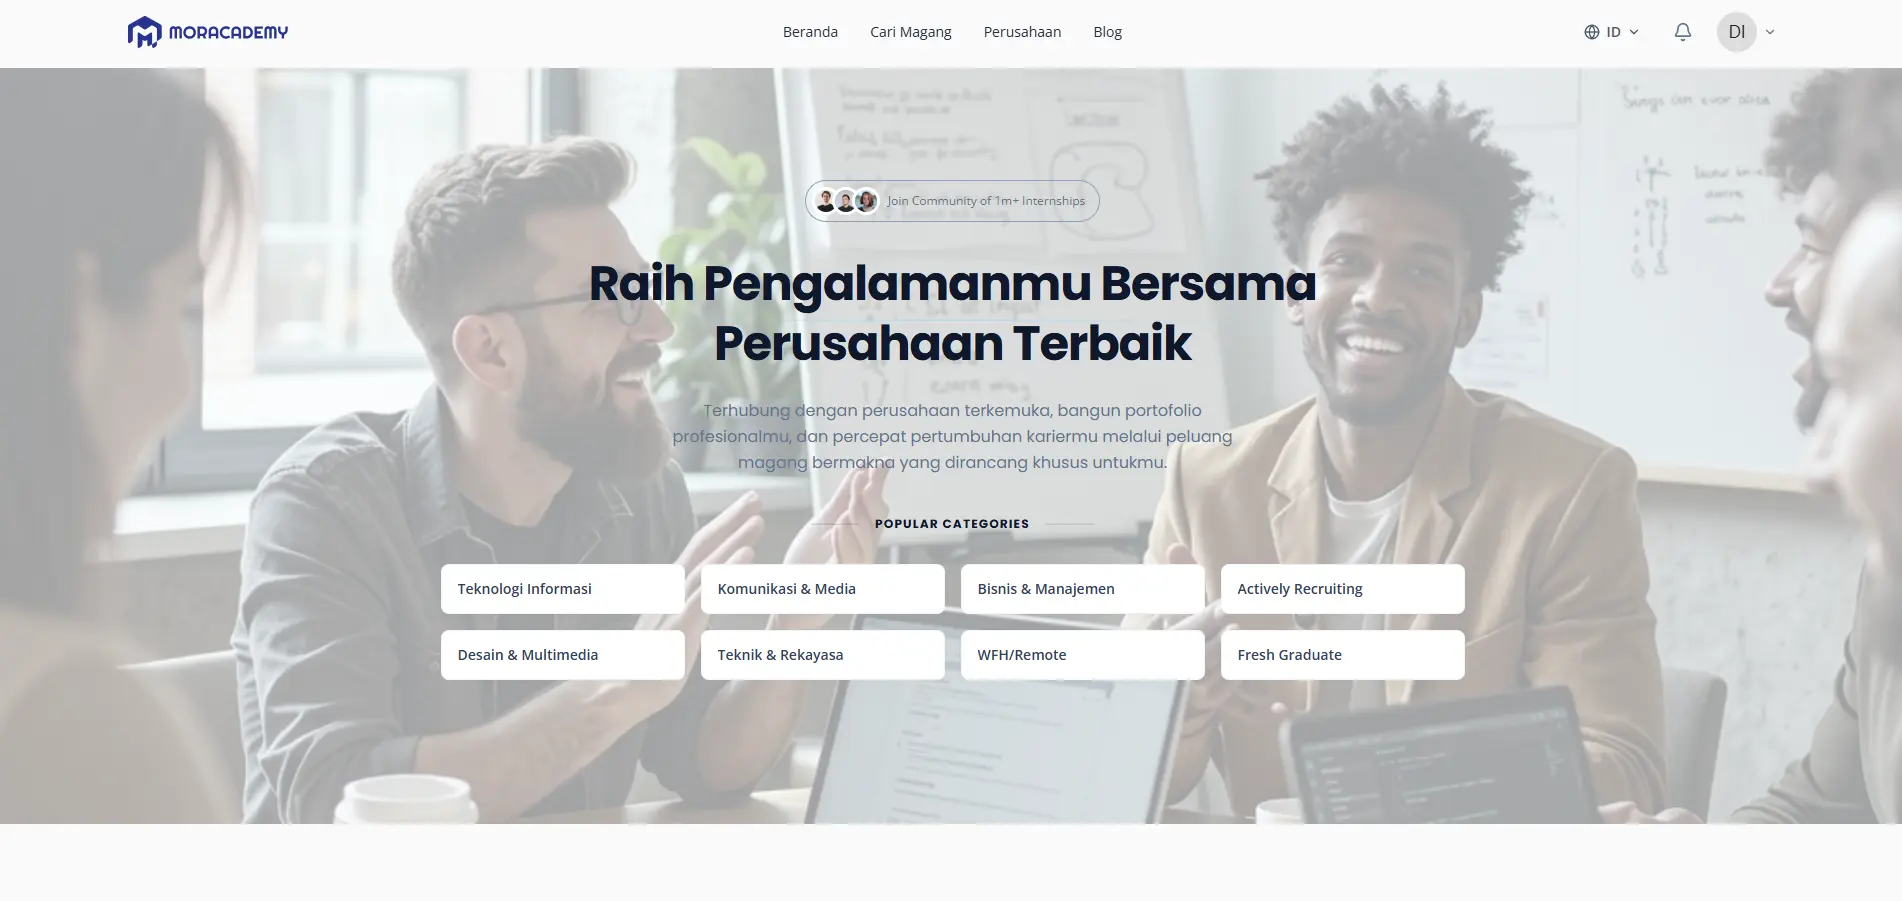 MORACADEMY
Beranda
Cari Magang
Perusahaan
Blog
ID
DI
Join Community of 1m+ Internships
Raih Pengalamanmu Bersama
Perusahaan Terbaik
Terhubung dengan perusahaan terkemuka, bangun portofolio
profesionalmu, dan percepat pertumbuhan kariermu melalui peluang
magang bermakna yang dirancang khusus untukmu.
POPULAR CATEGORIES
Teknologi Informasi
Komunikasi & Media
Bisnis & Manajemen
Actively Recruiting
Desain & Multimedia
Teknik & Rekayasa
WFH/Remote
Fresh Graduate